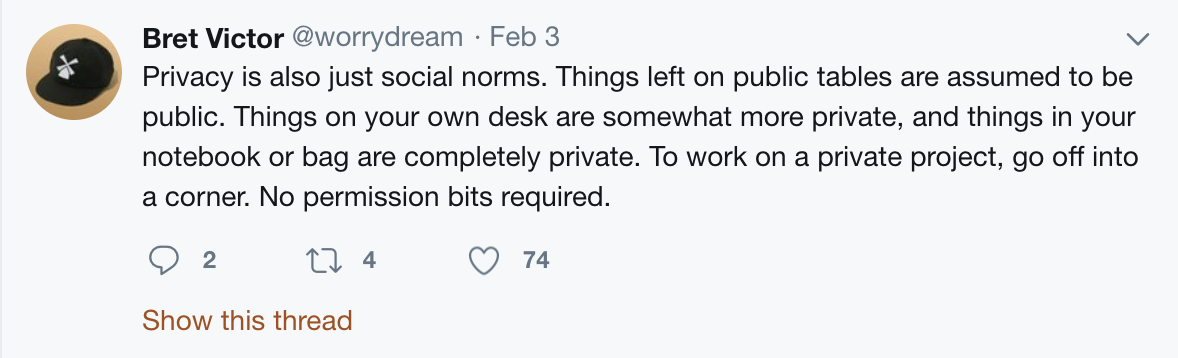 Bret Victor @worrydream · Feb 3
Privacy is also just social norms. Things left on public tables are assumed to be
public. Things on your own desk are somewhat more private, and things in your
notebook or bag are completely private. To work on a private project, go off into
a corner. No permission bits required.
2 4 74
Show this thread